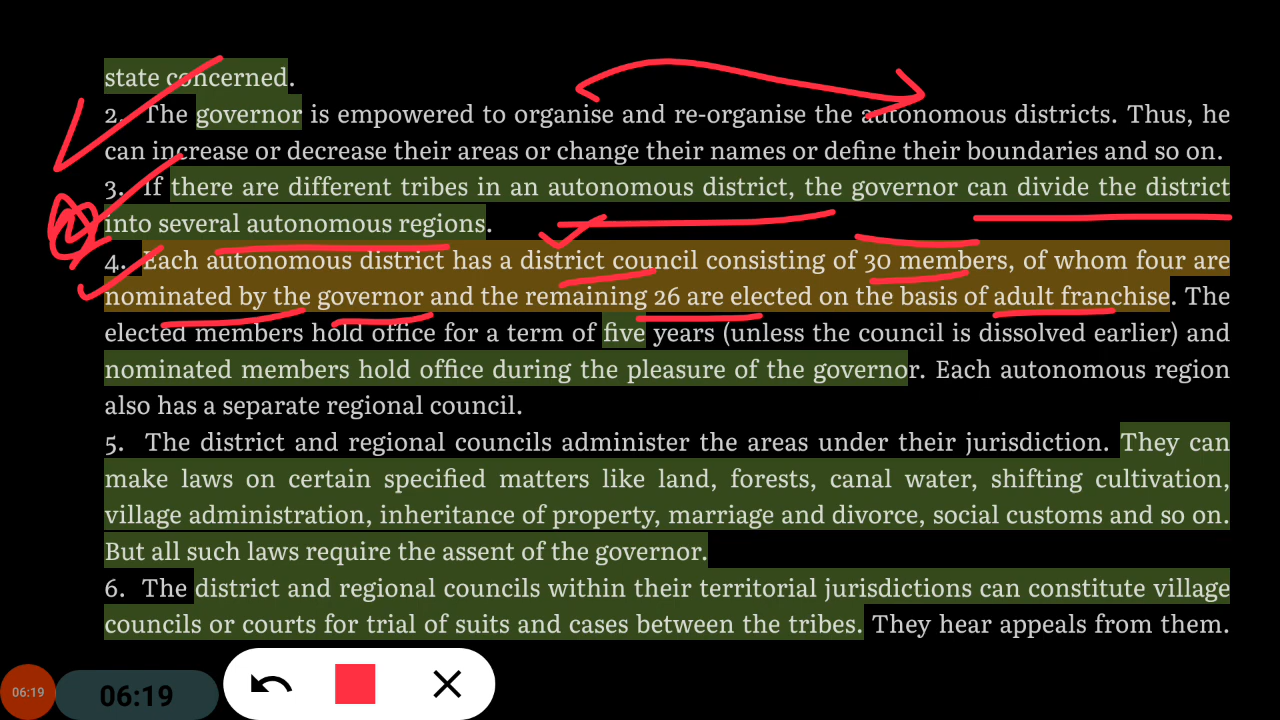 state concerned.
2. The governor is empowered to organise and re-organise the autonomous districts. Thus, he
can increase or decrease their areas or change their names or define their boundaries and so on.
3. If there are different tribes in an autonomous district, the governor can divide the district
into several autonomous regions.
4. Each autonomous district has a district council consisting of 30 members, of whom four are
nominated by the governor and the remaining 26 are elected on the basis of adult franchise. The
elected members hold office for a term of five years (unless the council is dissolved earlier) and
nominated members hold office during the pleasure of the governor. Each autonomous region
also has a separate regional council.
5. The district and regional councils administer the areas under their jurisdiction. They can
make laws on certain specified matters like land, forests, canal water, shifting cultivation,
village administration, inheritance of property, marriage and divorce, social customs and so on.
But all such laws require the assent of the governor.
6. The district and regional councils within their territorial jurisdictions can constitute village
councils or courts for trial of suits and cases between the tribes. They hear appeals from them.
06:19
06:19